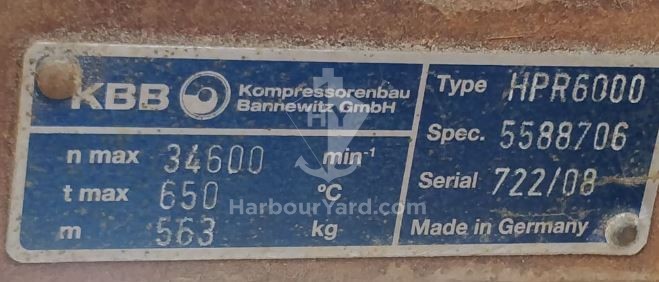 KBB Kompressorenbau
Bannewitz GmbH
n max 34600 min-1
t max 650 °C
m 563 kg
Type HPR6000
Spec. 5588706
Serial 722/08
Made in Germany
HarbourYard.com